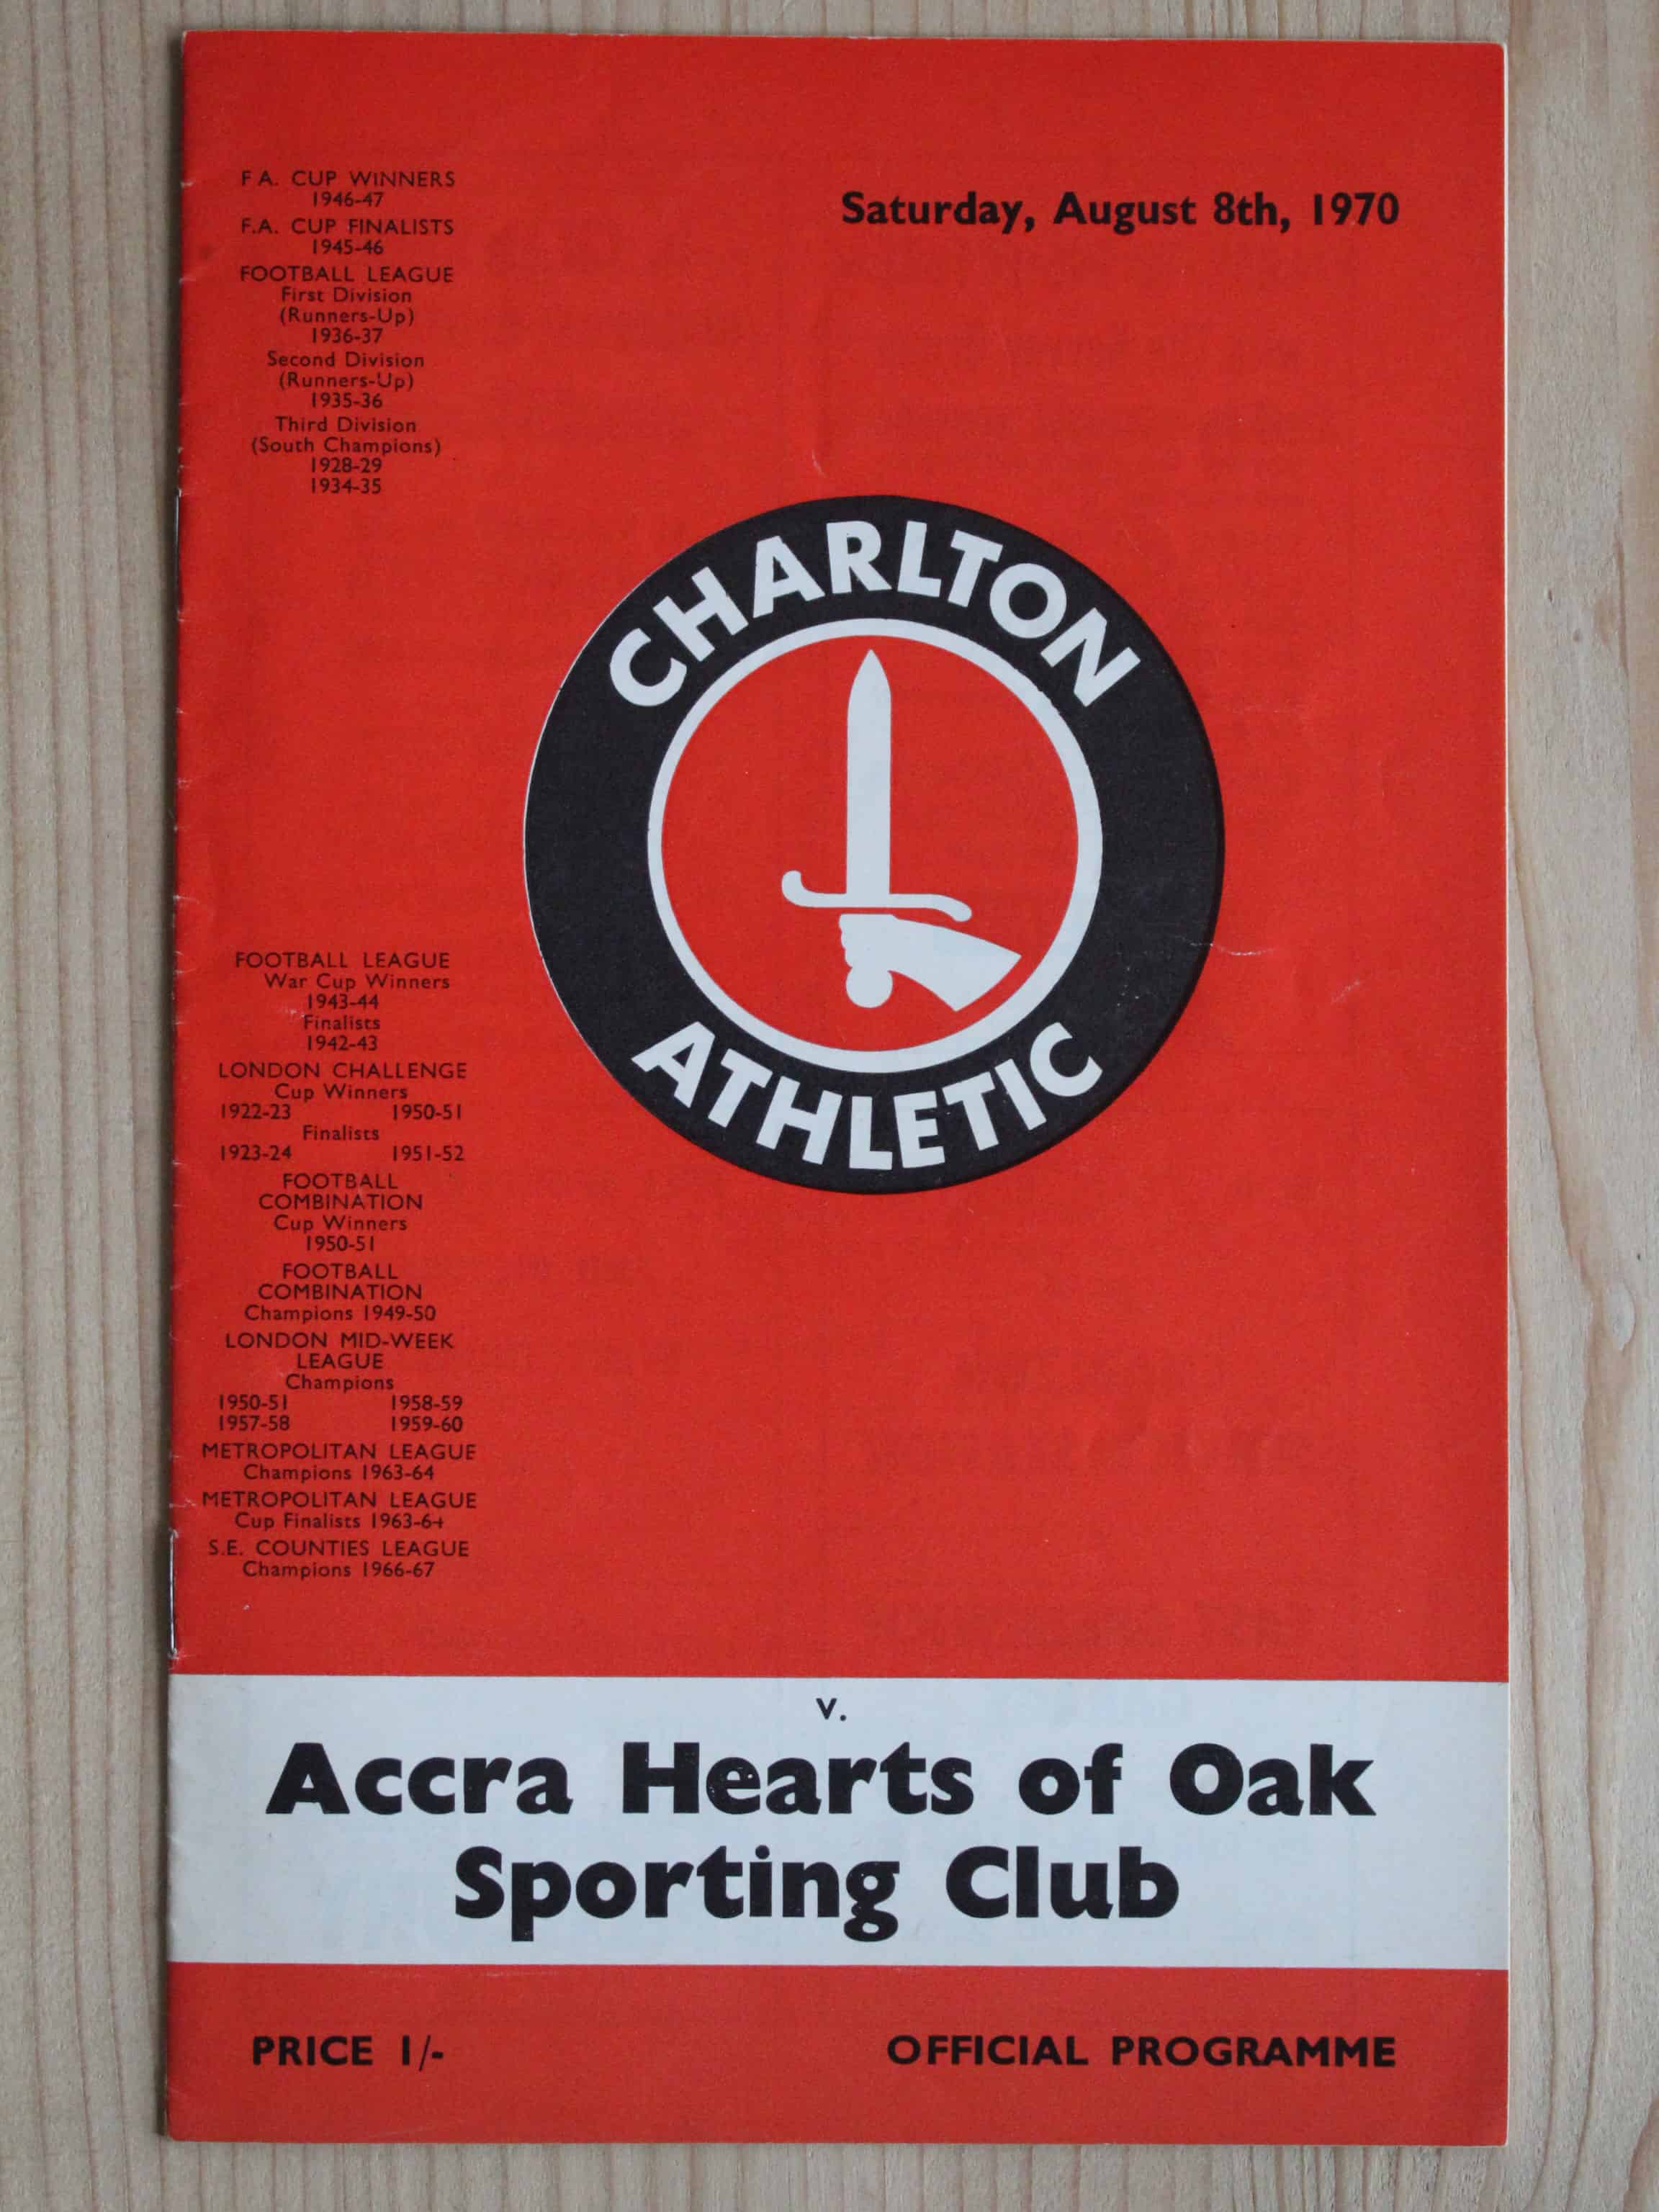 F A. CUP WINNERS
1946-47
F.A. CUP FINALISTS
1945-46
FOOTBALL LEAGUE
First Division
(Runners-Up)
1936-37
Second Division
(Runners-Up)
1935-36
Third Division
(South Champions)
1928-29
1934-35
Saturday, August 8th, 1970
CHARLTON
ATHLETIC
FOOTBALL LEAGUE
War Cup Winners
1943-44
Finalists
1942-43
LONDON CHALLENGE
Cup Winners
1922-23 1950-51
Finalists
1923-24 1951-52
FOOTBALL
COMBINATION
Cup Winners
1950-51
FOOTBALL
COMBINATION
Champions 1949-50
LONDON MID-WEEK
LEAGUE
Champions
1950-51 1958-59
1957-58 1959-60
METROPOLITAN LEAGUE
Champions 1963-64
METROPOLITAN LEAGUE
Cup Finalists 1963-64
S.E. COUNTIES LEAGUE
Champions 1966-67
v.
Accra Hearts of Oak
Sporting Club
PRICE 1/-
OFFICIAL PROGRAMME